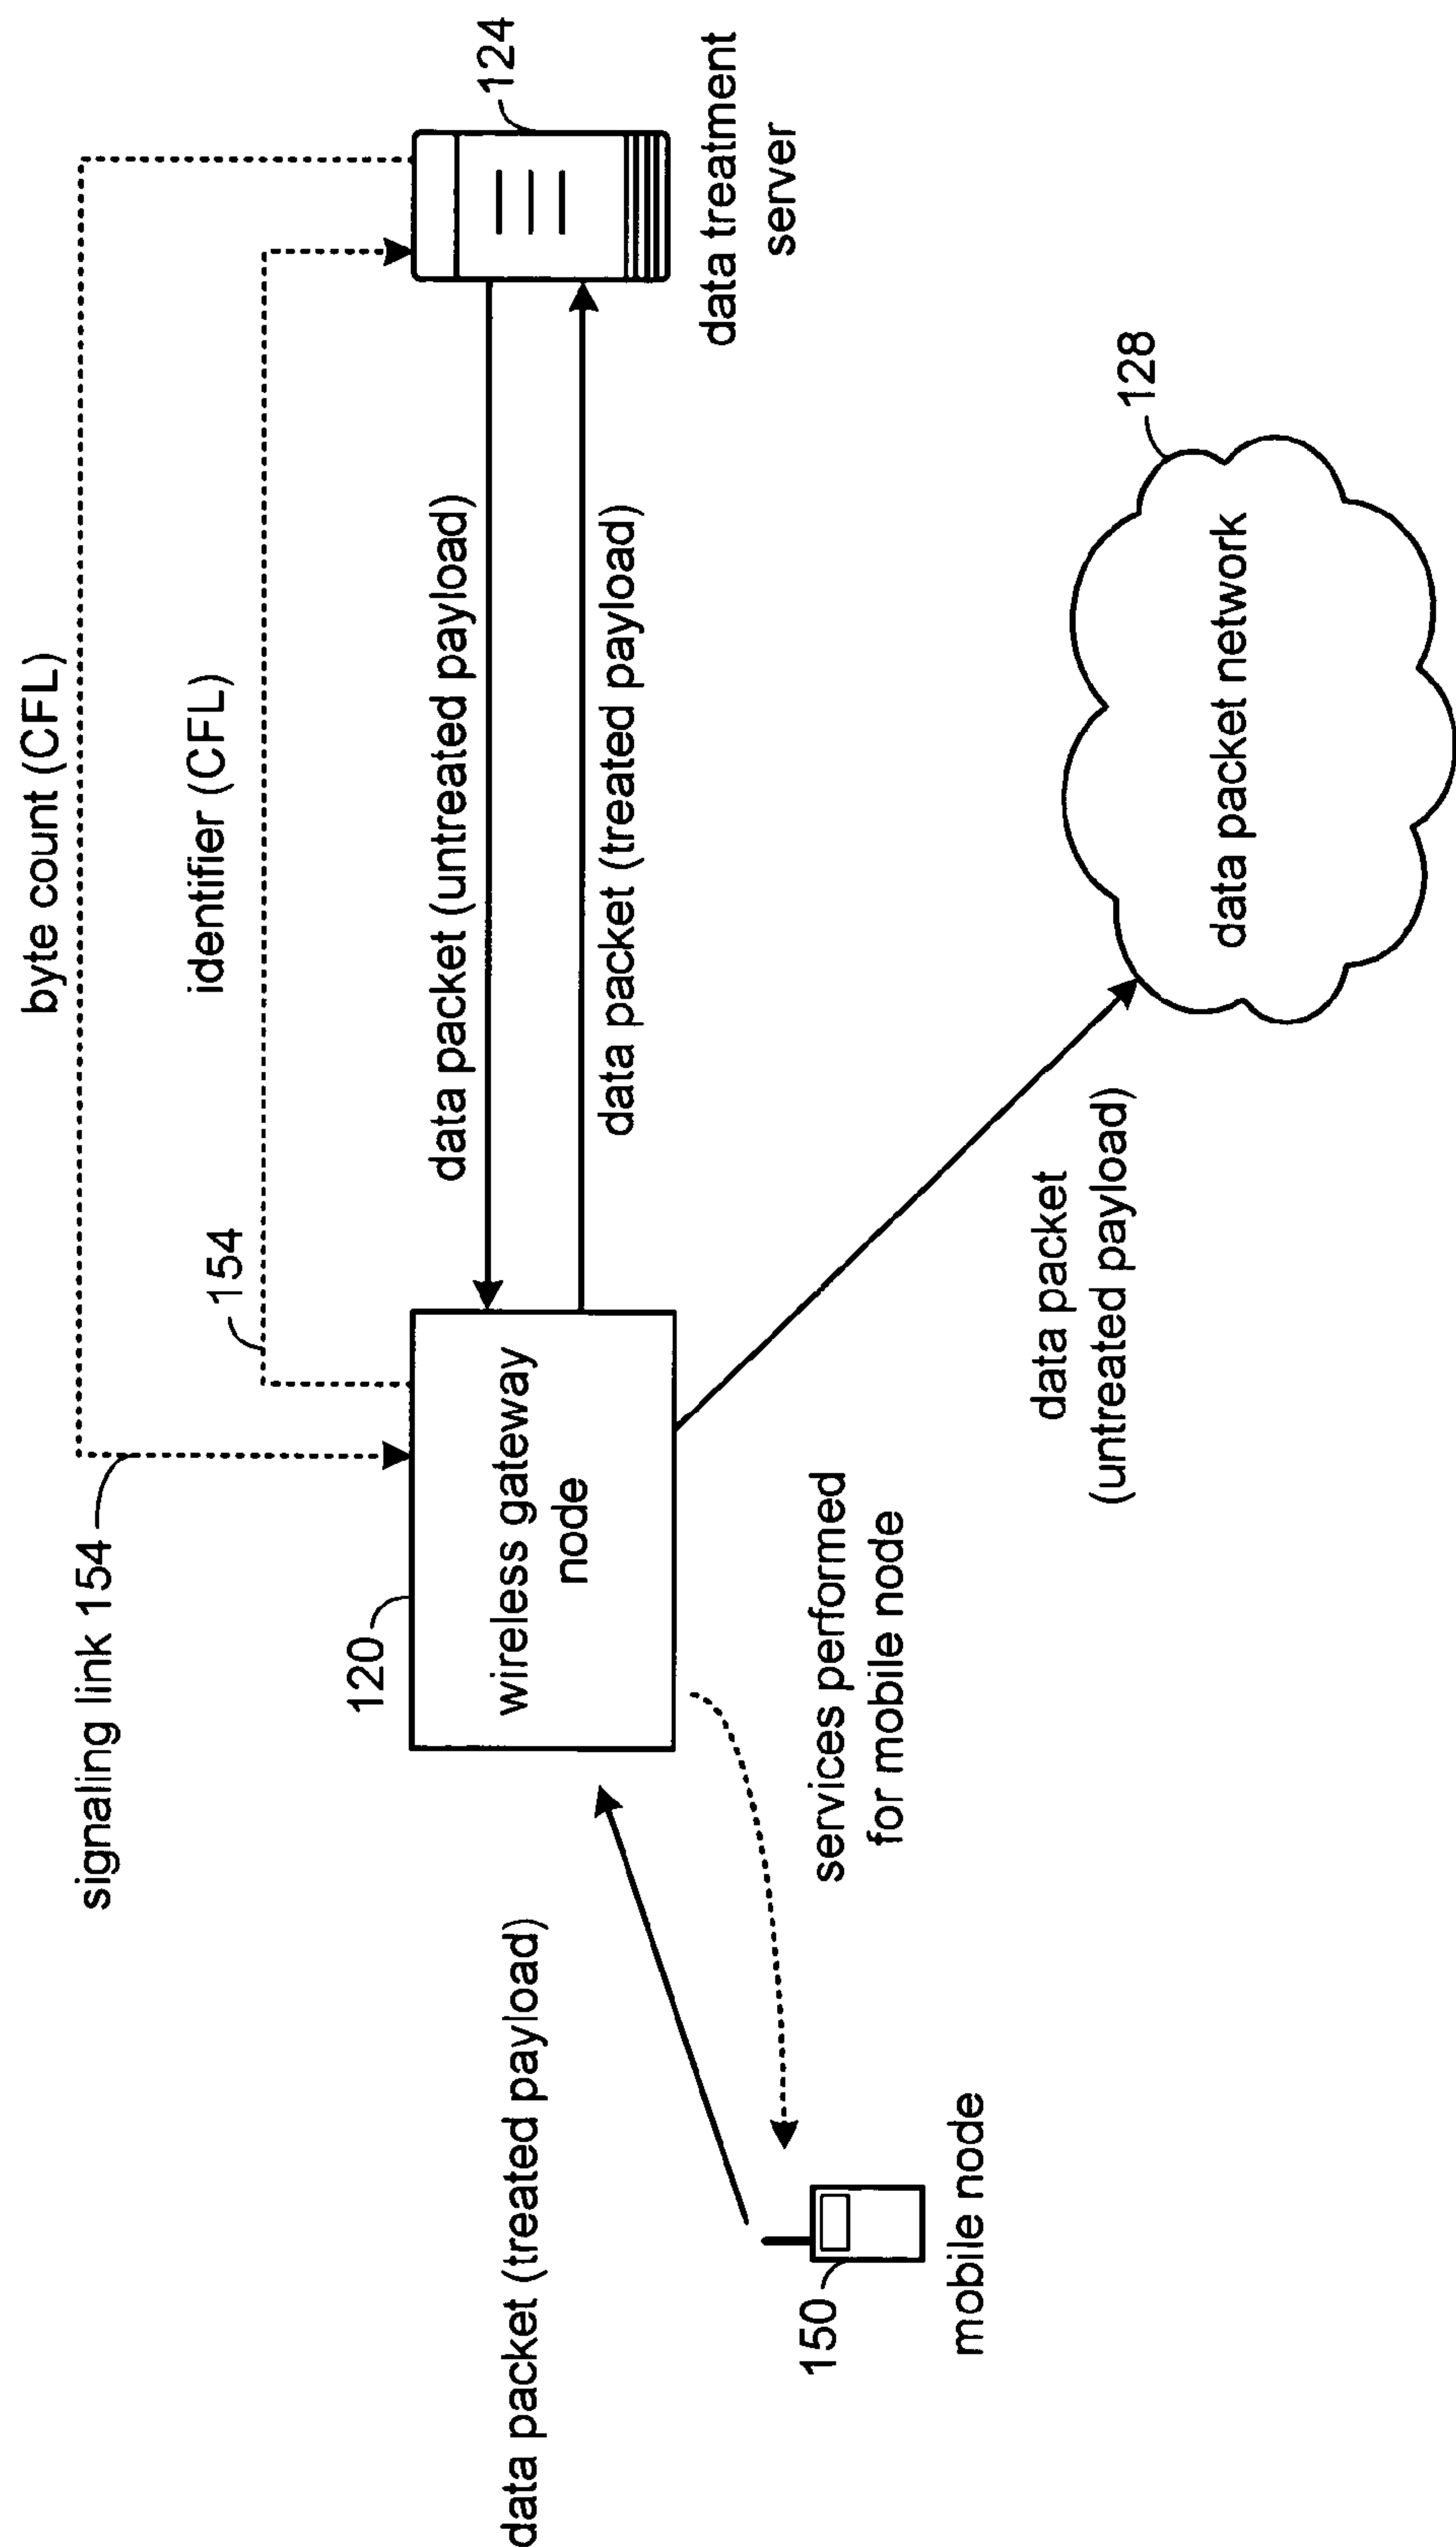 byte count (CFL)
signaling link 154
identifier (CFL)
154
124
data packet (untreated payload)
data packet (treated payload)
data treatment
server
120
wireless gateway
node
data packet (treated payload)
services performed
for mobile node
150
mobile node
data packet
(untreated payload)
128
data packet network